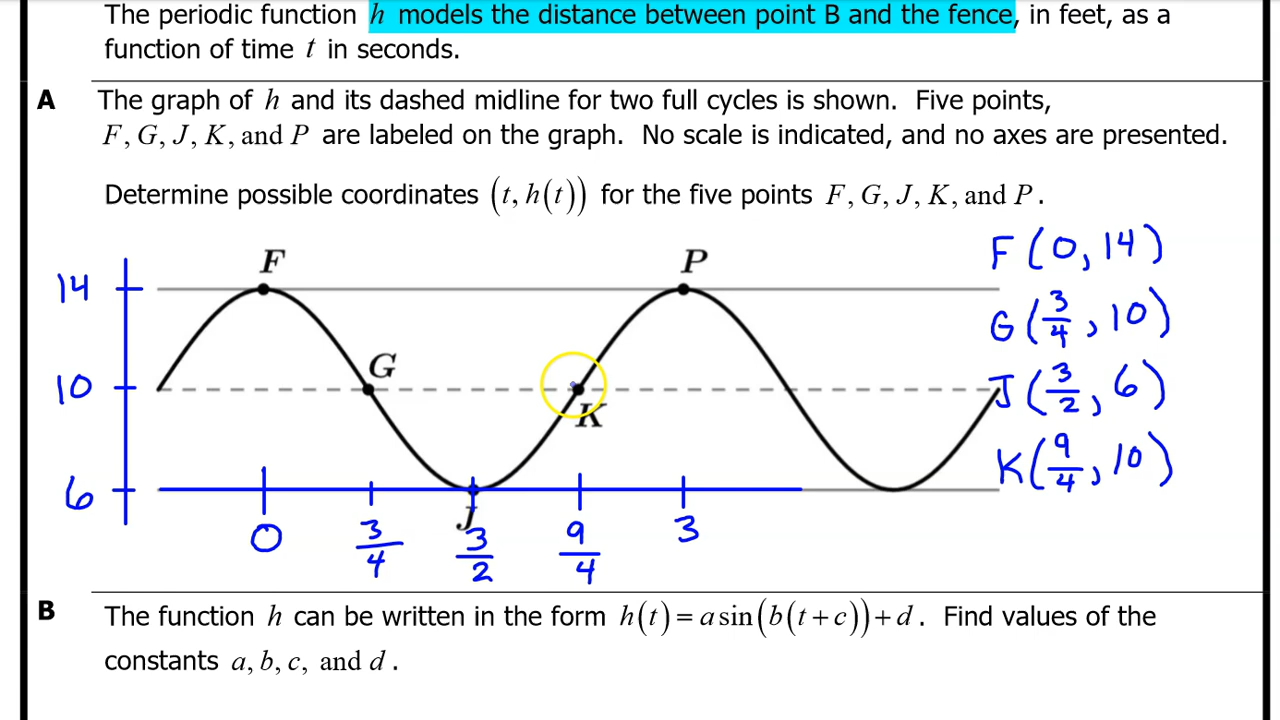 The periodic function h models the distance between point B and the fence, in feet, as a
function of time t in seconds.
A The graph of h and its dashed midline for two full cycles is shown. Five points,
F, G, J, K, and P are labeled on the graph. No scale is indicated, and no axes are presented.
Determine possible coordinates (t, h(t)) for the five points F, G, J, K, and P.
F P F(0, 14)
14
G(3/4, 10)
G
10 J(3/2, 6)
K
K(9/4, 10)
6
J
0 3/4 3/2 9/4 3
B The function h can be written in the form h(t) = a sin(b(t + c)) + d. Find values of the
constants a, b, c, and d.